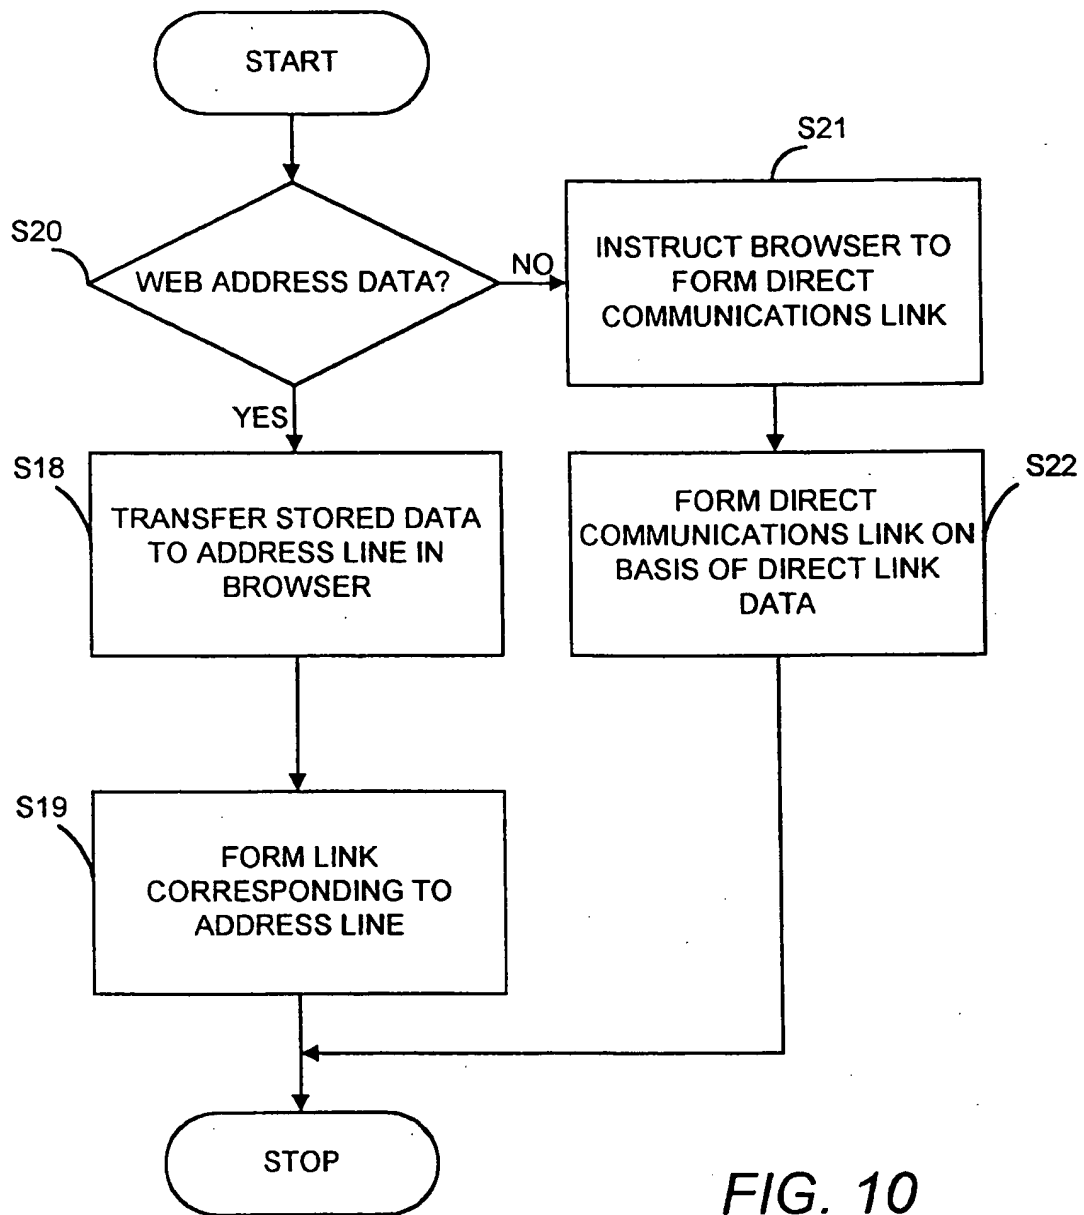 START
S21
S20
WEB ADDRESS DATA?
NO
INSTRUCT BROWSER TO
FORM DIRECT
COMMUNICATIONS LINK
YES
S18
TRANSFER STORED DATA
TO ADDRESS LINE IN
BROWSER
S22
FORM DIRECT
COMMUNICATIONS LINK ON
BASIS OF DIRECT LINK
DATA
S19
FORM LINK
CORRESPONDING TO
ADDRESS LINE
STOP
FIG. 10